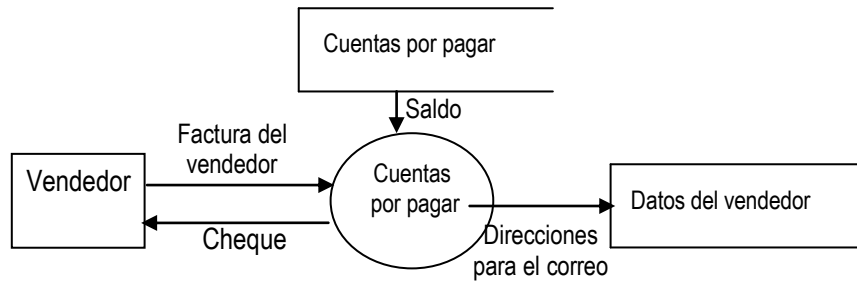 Cuentas por pagar
Saldo
Factura del
vendedor
Vendedor
Cuentas
por pagar
Datos del vendedor
Cheque
Direcciones
para el correo